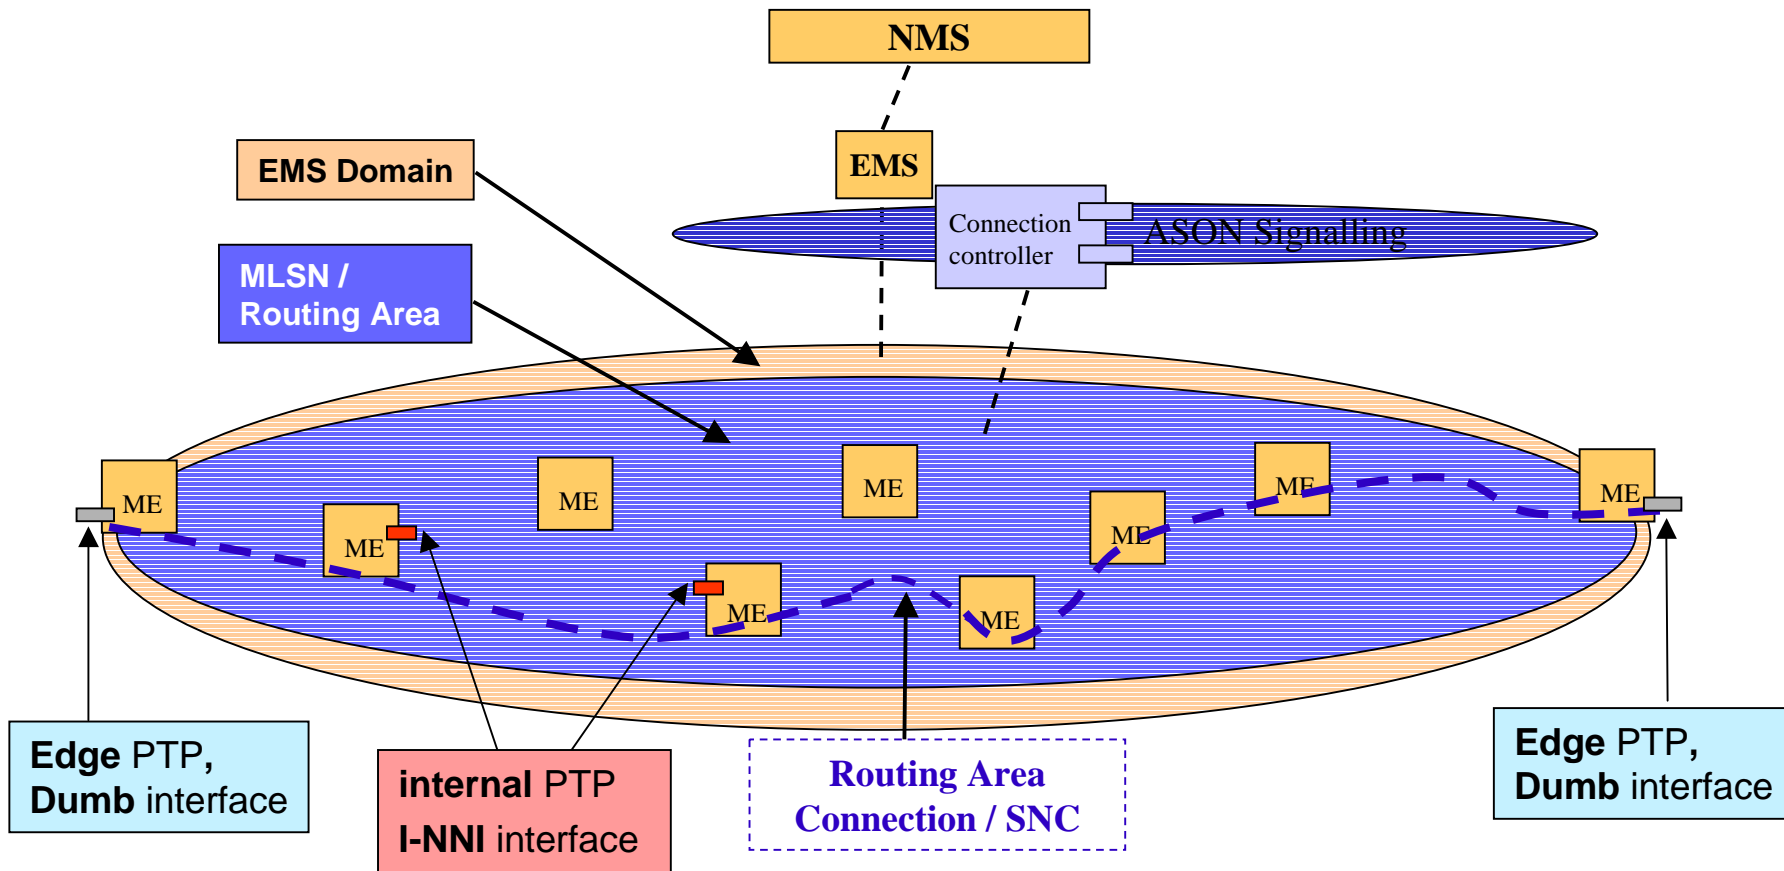 NMS
EMS
EMS Domain
Connection
controller
ASON Signalling
MLSN /
Routing Area
ME
ME
ME
ME
ME
ME
ME
ME
ME
Edge PTP,
Dumb interface
internal PTP
I-NNI interface
Routing Area
Connection / SNC
Edge PTP,
Dumb interface